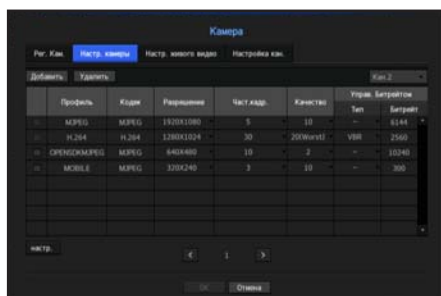 Камера
Рег. Кам. Настр. камеры Настр. живого видео Настройка кан.
Добавить Удалить Кан.2
Профиль Кодек Разрешение Част.кадр. Качество Управ. Битрейтом
Тип Битрейт
MJPEG MJPEG 1920X1080 5 10 -- 6144
H.264 H.264 1280X1024 30 20(Worst) VBR 2560
OPENSDKMJPEG MJPEG 640X480 10 2 -- 10240
MOBILE MJPEG 320X240 3 10 -- 300
настр.
< 1 >
OK Отмена